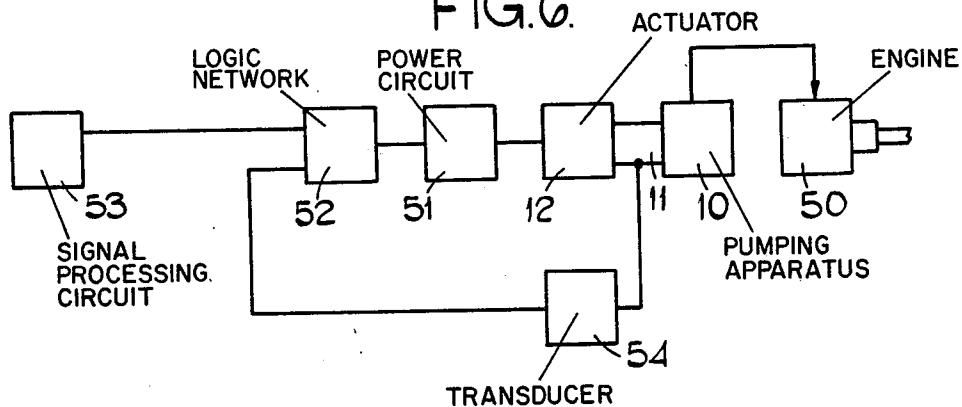 FIG.6.
ACTUATOR
LOGIC
NETWORK
POWER
CIRCUIT
ENGINE
53
52
51
12
11
10
50
SIGNAL
PROCESSING.
CIRCUIT
PUMPING
APPARATUS
54
TRANSDUCER